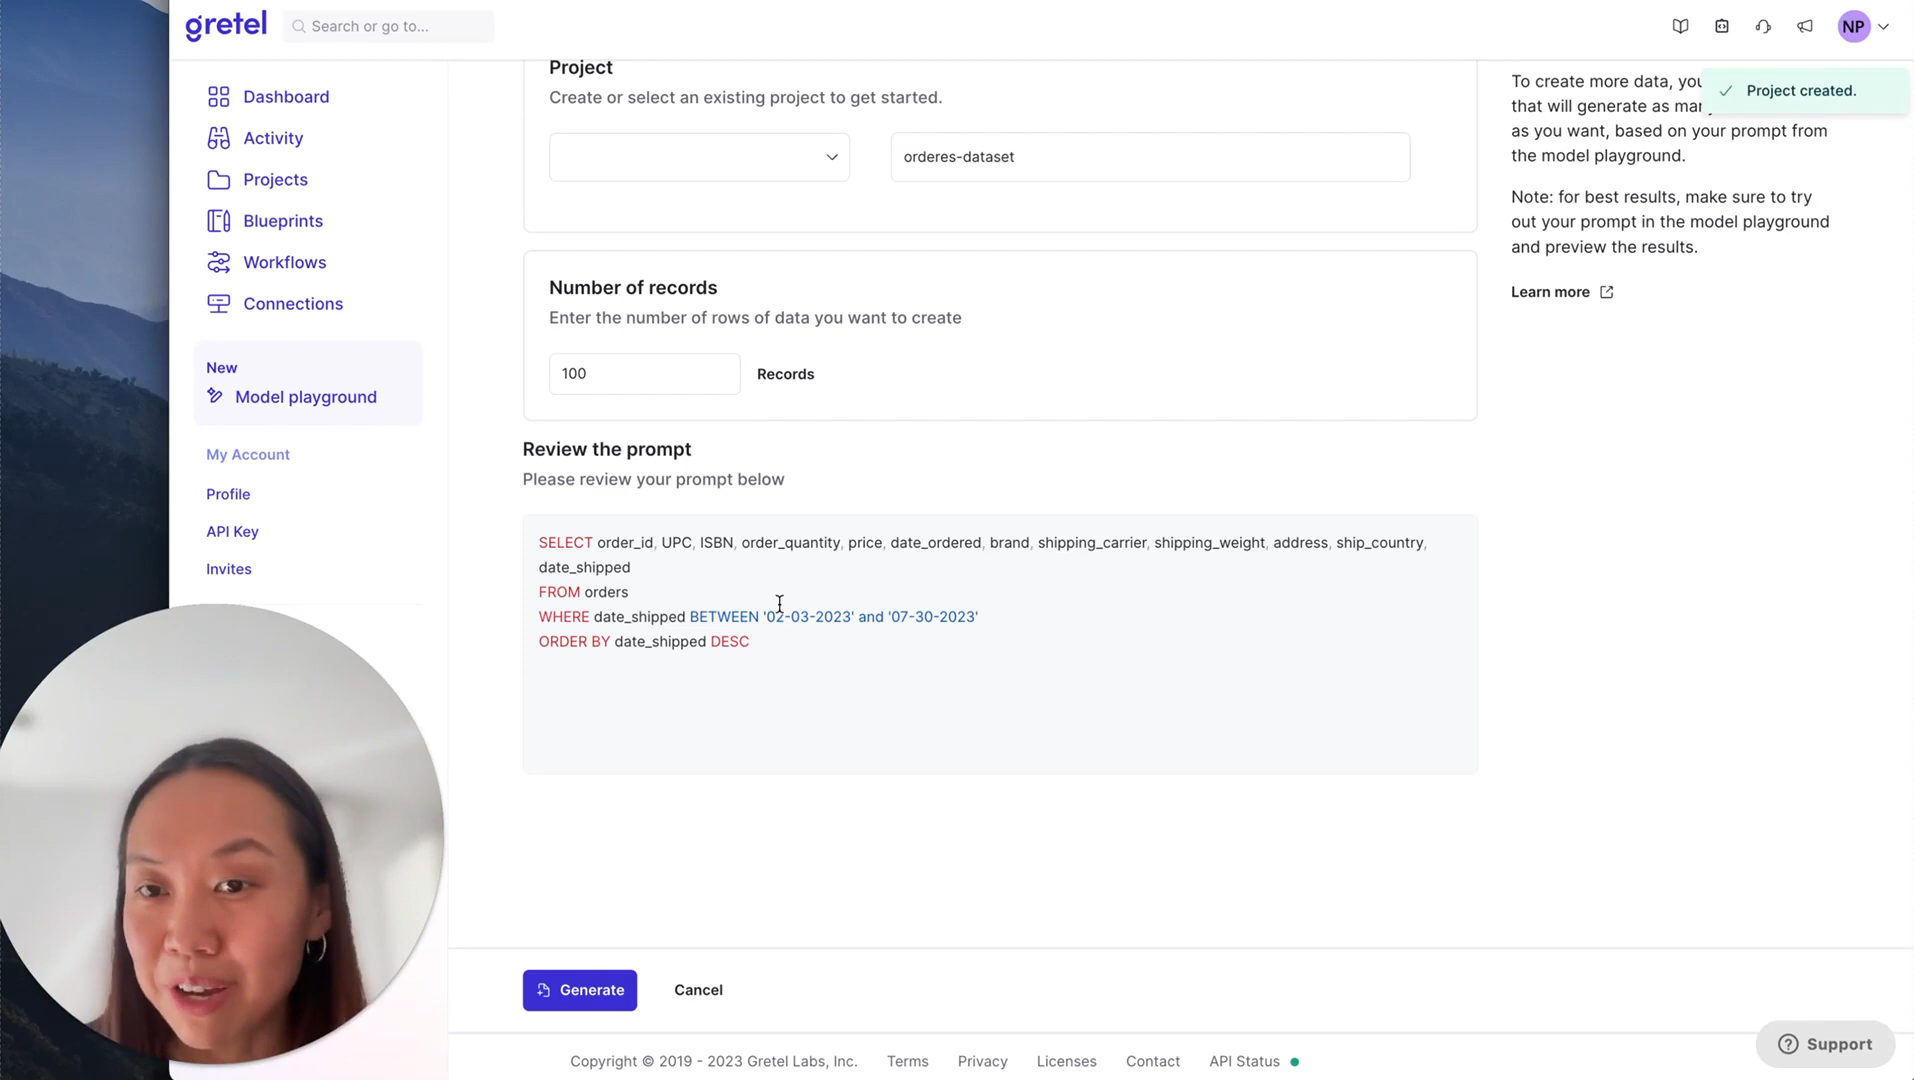 gretel
Search or go to...
NP
Dashboard
Activity
Projects
Blueprints
Workflows
Connections
New
Model playground
My Account
Profile
API Key
Invites
Project
Create or select an existing project to get started.
orderes-dataset
Number of records
Enter the number of rows of data you want to create
100
Records
Review the prompt
Please review your prompt below
SELECT order_id, UPC, ISBN, order_quantity, price, date_ordered, brand, shipping_carrier, shipping_weight, address, ship_country,
date_shipped
FROM orders
WHERE date_shipped BETWEEN '02-03-2023' and '07-30-2023'
ORDER BY date_shipped DESC
Generate
Cancel
Project created.
To create more data, you
that will generate as
as you want, based on your prompt from
the model playground.
Note: for best results, make sure to try
out your prompt in the model playground
and preview the results.
Learn more
Copyright © 2019 - 2023 Gretel Labs, Inc.
Terms
Privacy
Licenses
Contact
API Status
Support